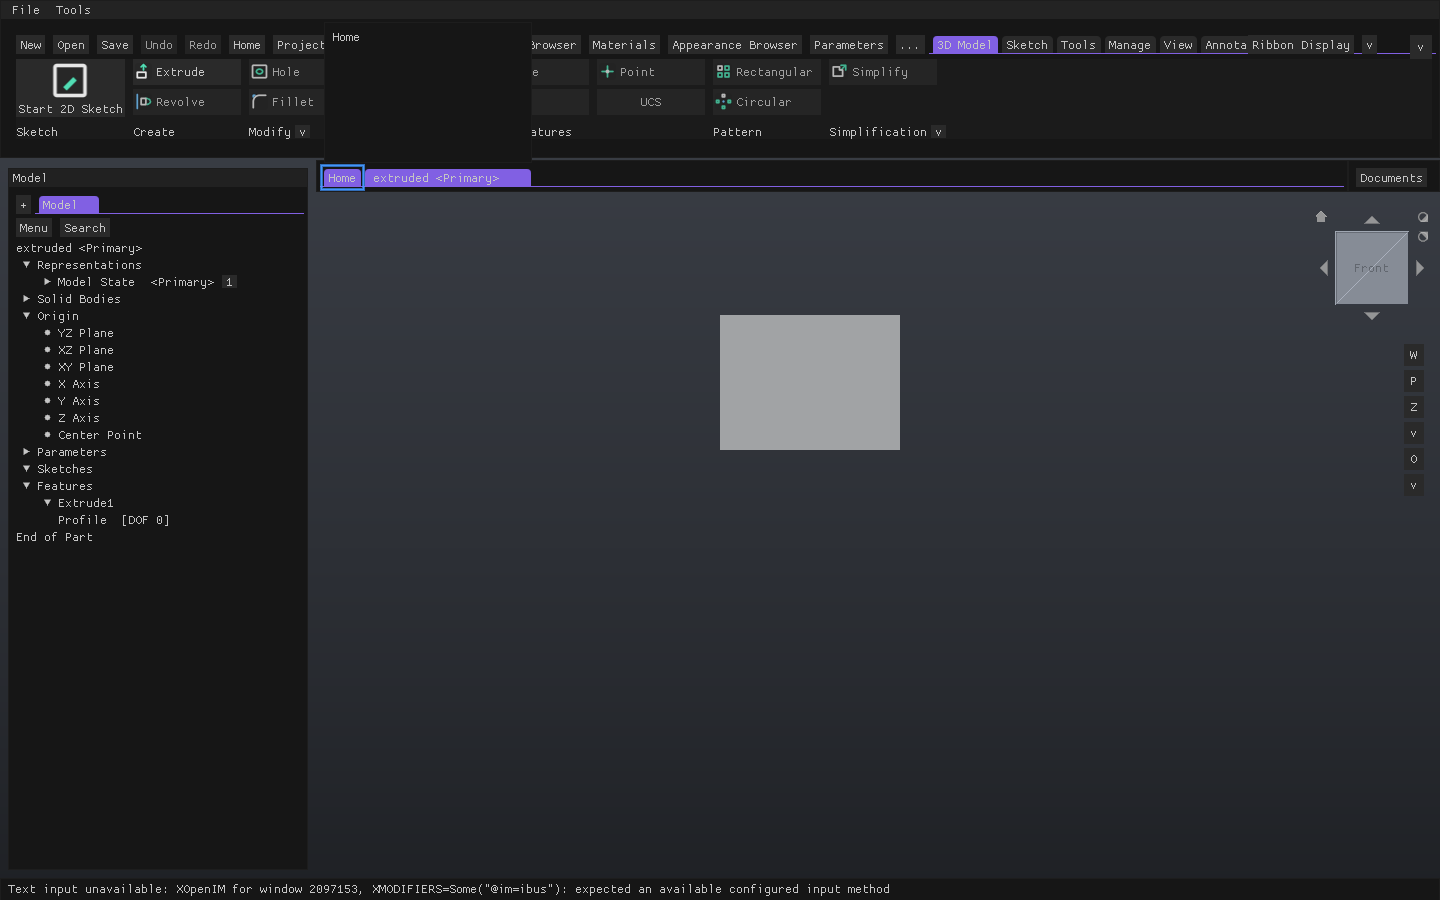 File Tools
Home
New Open Save Undo Redo Home Project Browser Materials Appearance Browser Parameters ... 3D Model Sketch Tools Manage View Annota Ribbon Display v v
Extrude Hole e Point Rectangular Simplify
Start 2D Sketch Revolve Fillet UCS Circular
Sketch Create Modify v atures Pattern Simplification v
Model
Home extruded <Primary> Documents
+ Model
Menu Search
extruded <Primary>
Representations
Model State <Primary> 1
Solid Bodies
Origin
YZ Plane
XZ Plane
XY Plane
X Axis
Y Axis
Z Axis
Center Point
Parameters
Sketches
Features
Extrude1
Profile [DOF 0]
End of Part
Front
W
P
Z
v
O
v
Text input unavailable: XOpenIM for window 2097153, XMODIFIERS=Some("@im=ibus"): expected an available configured input method